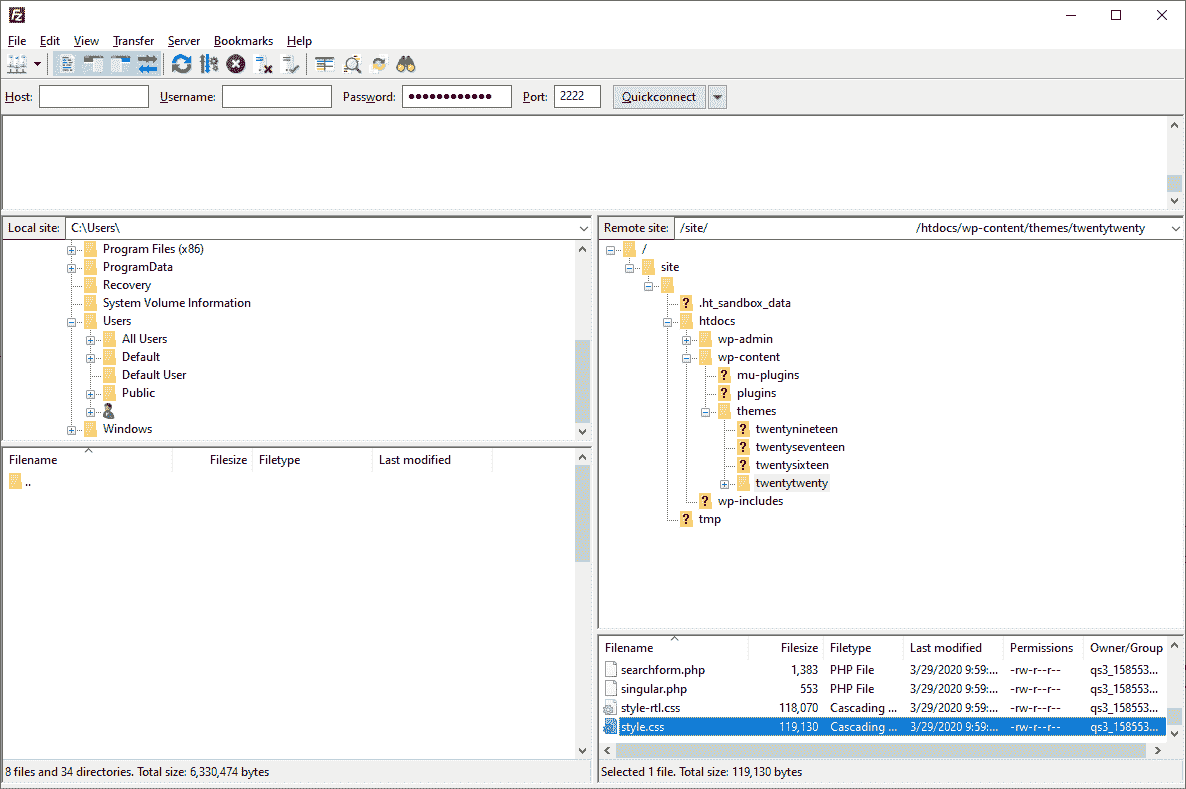 Fz
File Edit View Transfer Server Bookmarks Help
Host: Username: Password: ●●●●●●●●●●●● Port: 2222 Quickconnect
Local site: C:\Users\
Program Files (x86)
ProgramData
Recovery
System Volume Information
Users
All Users
Default
Default User
Public
Windows
Filename Filesize Filetype Last modified
..
8 files and 34 directories. Total size: 6,330,474 bytes
Remote site: /site/ /htdocs/wp-content/themes/twentytwenty
/
site
? .ht_sandbox_data
htdocs
wp-admin
wp-content
? mu-plugins
? plugins
themes
? twentynineteen
? twentyseventeen
? twentysixteen
twentytwenty
? wp-includes
? tmp
Filename Filesize Filetype Last modified Permissions Owner/Group
searchform.php 1,383 PHP File 3/29/2020 9:59:... -rw-r--r-- qs3_158553...
singular.php 553 PHP File 3/29/2020 9:59:... -rw-r--r-- qs3_158553...
style-rtl.css 118,070 Cascading ... 3/29/2020 9:59:... -rw-r--r-- qs3_158553...
style.css 119,130 Cascading ... 3/29/2020 9:59:... -rw-r--r-- qs3_158553...
Selected 1 file. Total size: 119,130 bytes